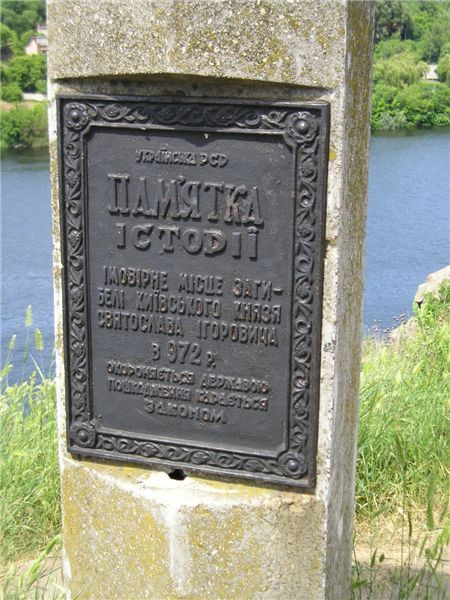 УКРАЇНСЬКА РСР
ПАМ'ЯТКА
ІСТОРІЇ
ІМОВІРНЕ МІСЦЕ ЗАГИ-
БЕЛІ КИЇВСЬКОГО КНЯЗЯ
СВЯТОСЛАВА ІГОРОВИЧА
В 972 р.
ОХОРОНЯЄТЬСЯ ДЕРЖАВОЮ
ПОШКОДЖЕННЯ КАРАЄТЬСЯ
ЗАКОНОМ